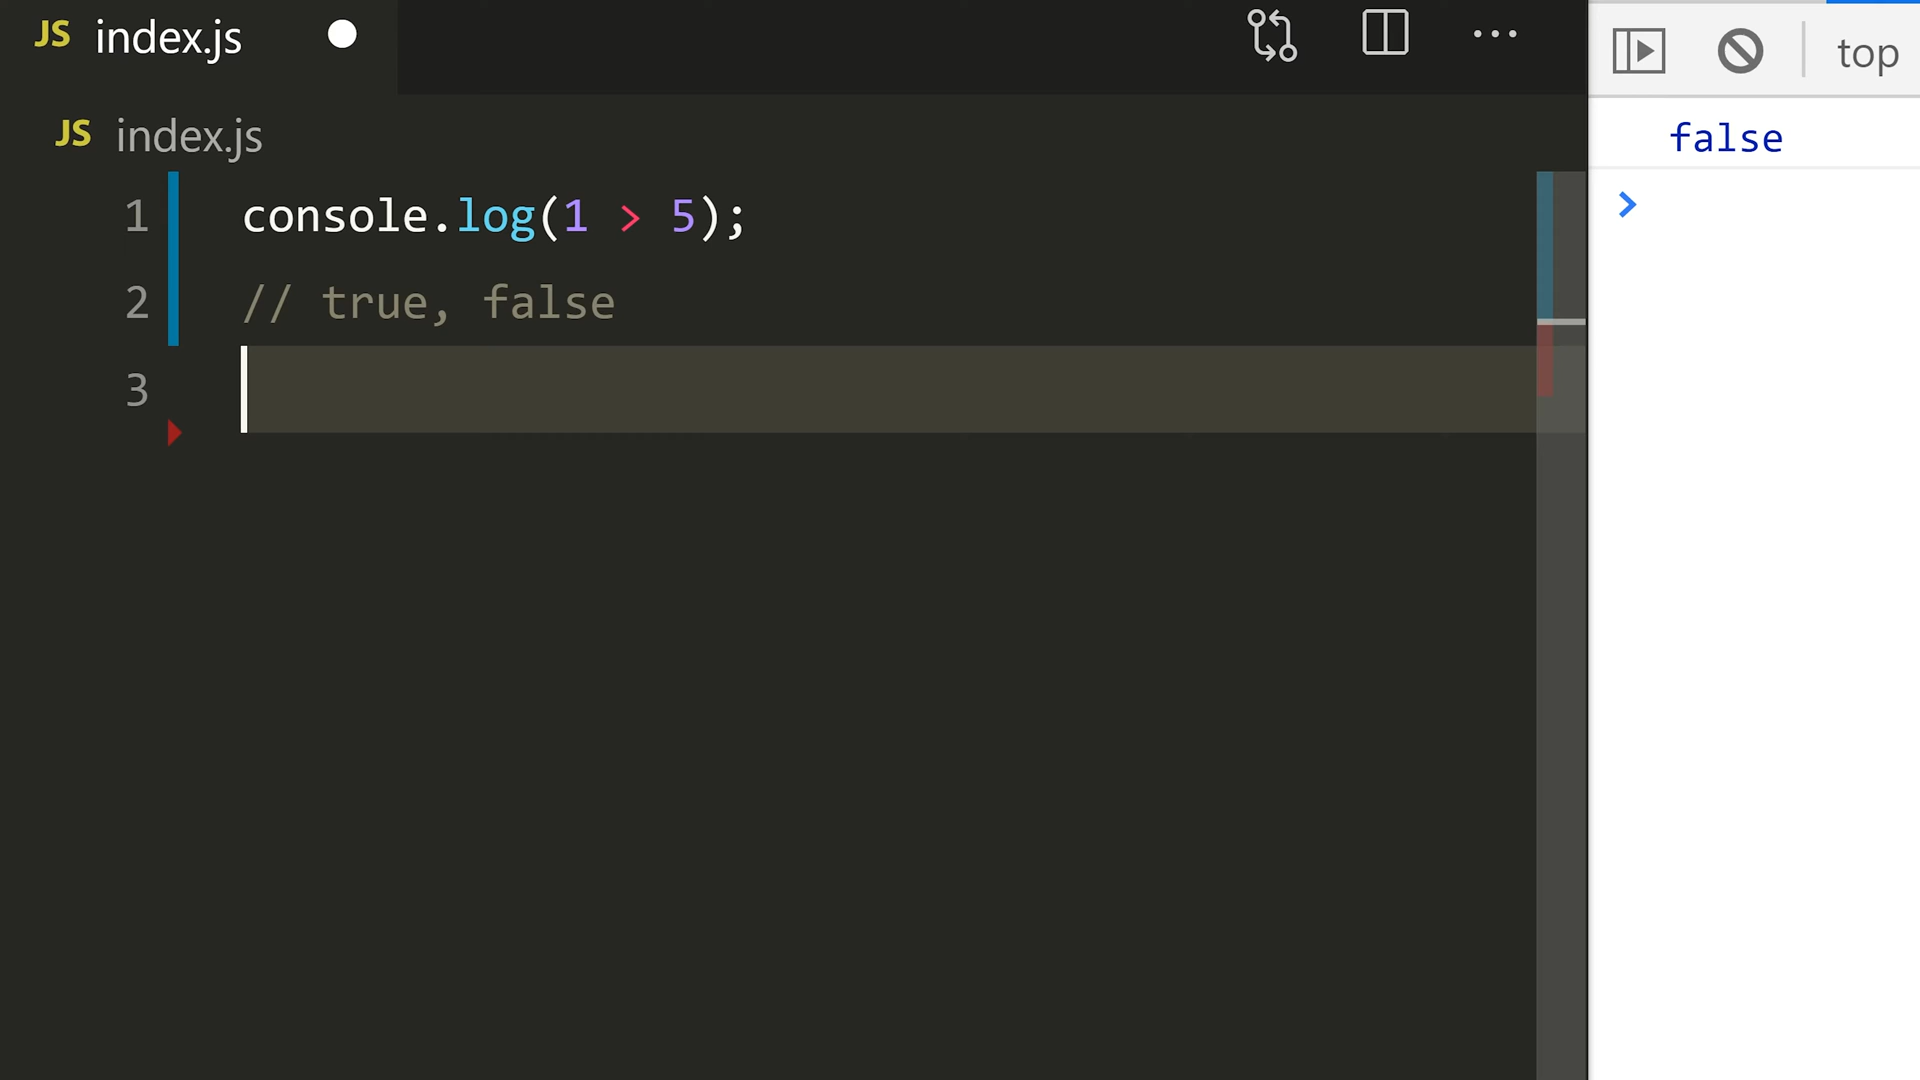 JS index.js
top
JS index.js
false
1 console.log(1 > 5);
2 // true, false
3